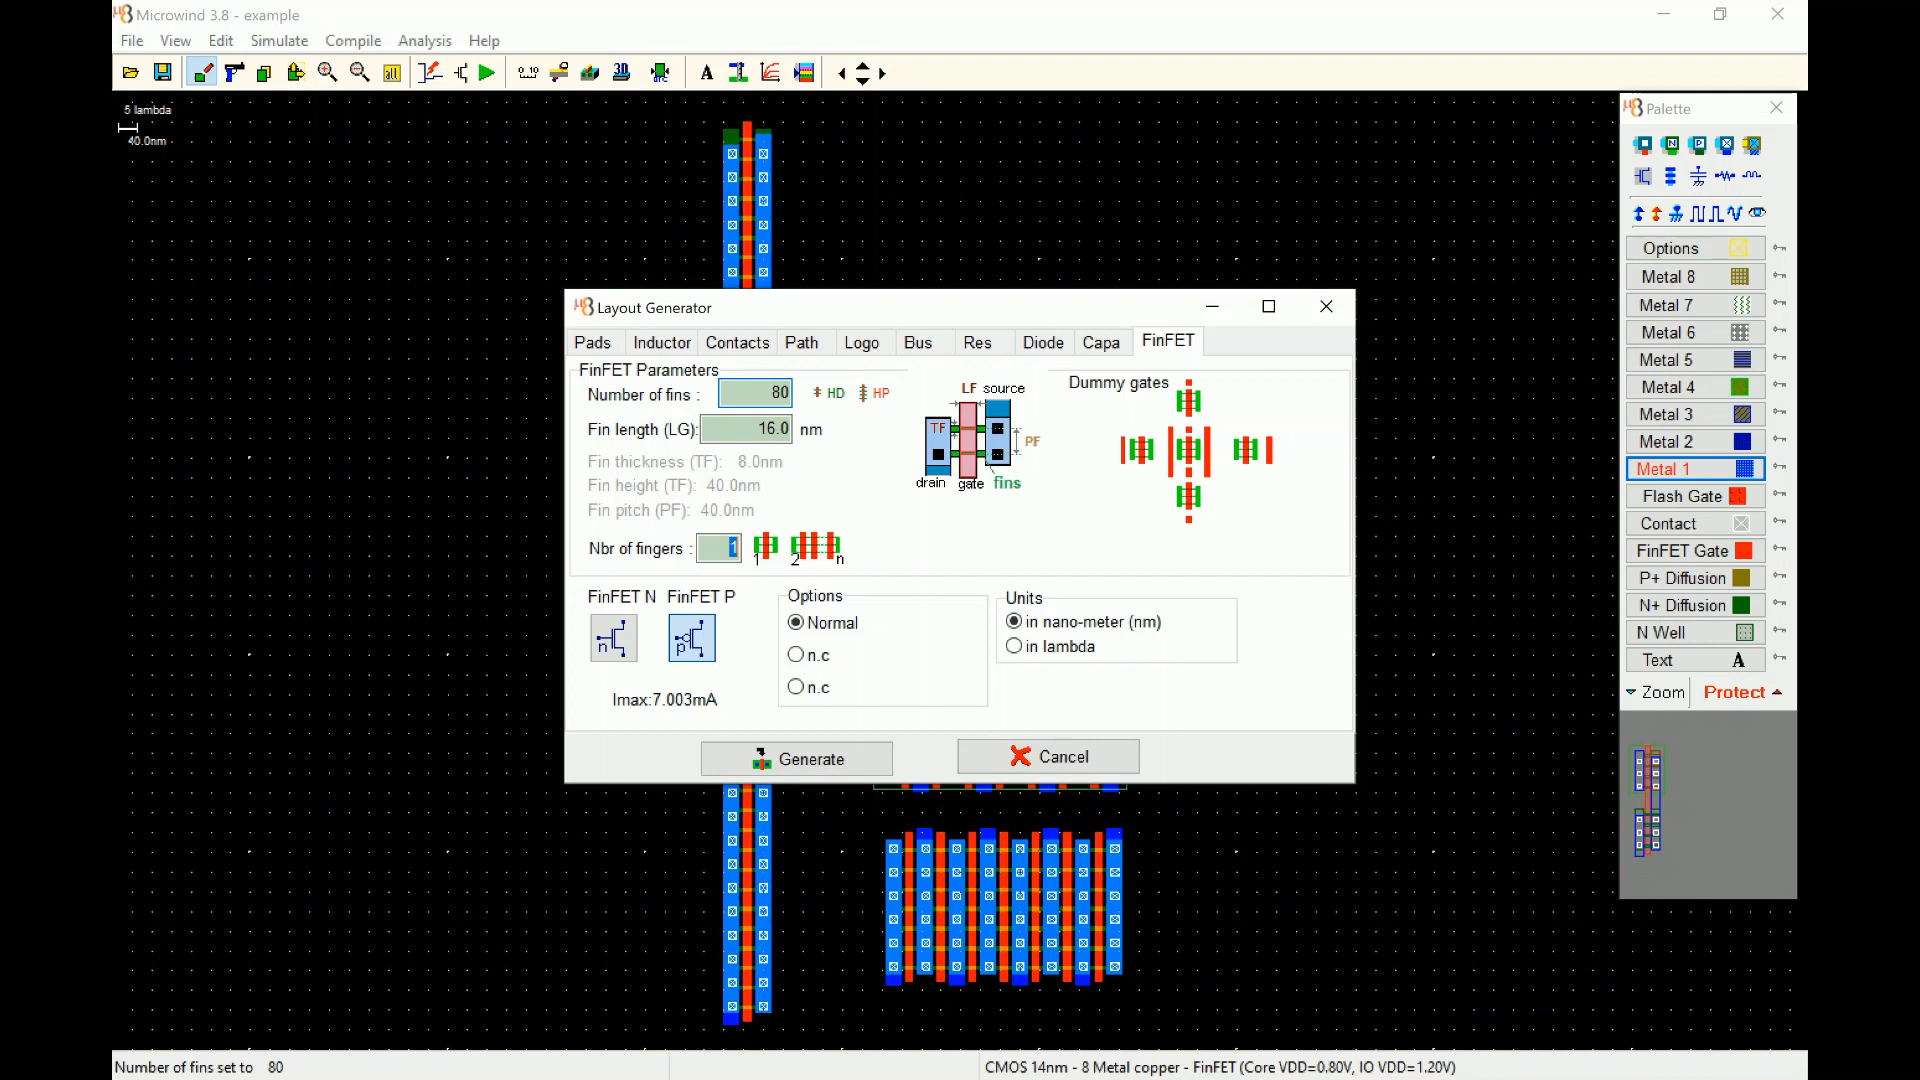 Microwind 3.8 - example
File View Edit Simulate Compile Analysis Help
5 lambda
40.0nm
Palette
Options
Metal 8
Metal 7
Metal 6
Metal 5
Metal 4
Metal 3
Metal 2
Metal 1
Flash Gate
Contact
FinFET Gate
P+ Diffusion
N+ Diffusion
N Well
Text A
Zoom Protect
Layout Generator
Pads Inductor Contacts Path Logo Bus Res Diode Capa FinFET
FinFET Parameters
Number of fins : 80 HD HP
Fin length (LG): 16.0 nm
Fin thickness (TF): 8.0nm
Fin height (TF): 40.0nm
Fin pitch (PF): 40.0nm
Nbr of fingers : 1 1 2 n
LF source
TF
PF
drain gate fins
Dummy gates
FinFET N FinFET P
n p
Imax:7.003mA
Options
Normal
n.c
n.c
Units
in nano-meter (nm)
in lambda
Generate Cancel
Number of fins set to 80
CMOS 14nm - 8 Metal copper - FinFET (Core VDD=0.80V, IO VDD=1.20V)